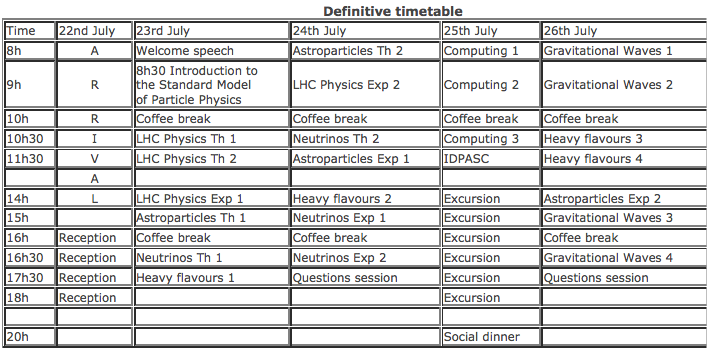 Definitive timetable
Time 22nd July 23rd July 24th July 25th July 26th July
8h A Welcome speech Astroparticles Th 2 Computing 1 Gravitational Waves 1
9h R 8h30 Introduction to the Standard Model of Particle Physics LHC Physics Exp 2 Computing 2 Gravitational Waves 2
10h R Coffee break Coffee break Coffee break Coffee break
10h30 I LHC Physics Th 1 Neutrinos Th 2 Computing 3 Heavy flavours 3
11h30 V LHC Physics Th 2 Astroparticles Exp 1 IDPASC Heavy flavours 4
A
14h L LHC Physics Exp 1 Heavy flavours 2 Excursion Astroparticles Exp 2
15h Astroparticles Th 1 Neutrinos Exp 1 Excursion Gravitational Waves 3
16h Reception Coffee break Coffee break Excursion Coffee break
16h30 Reception Neutrinos Th 1 Neutrinos Exp 2 Excursion Gravitational Waves 4
17h30 Reception Heavy flavours 1 Questions session Excursion Questions session
18h Reception Excursion
20h Social dinner